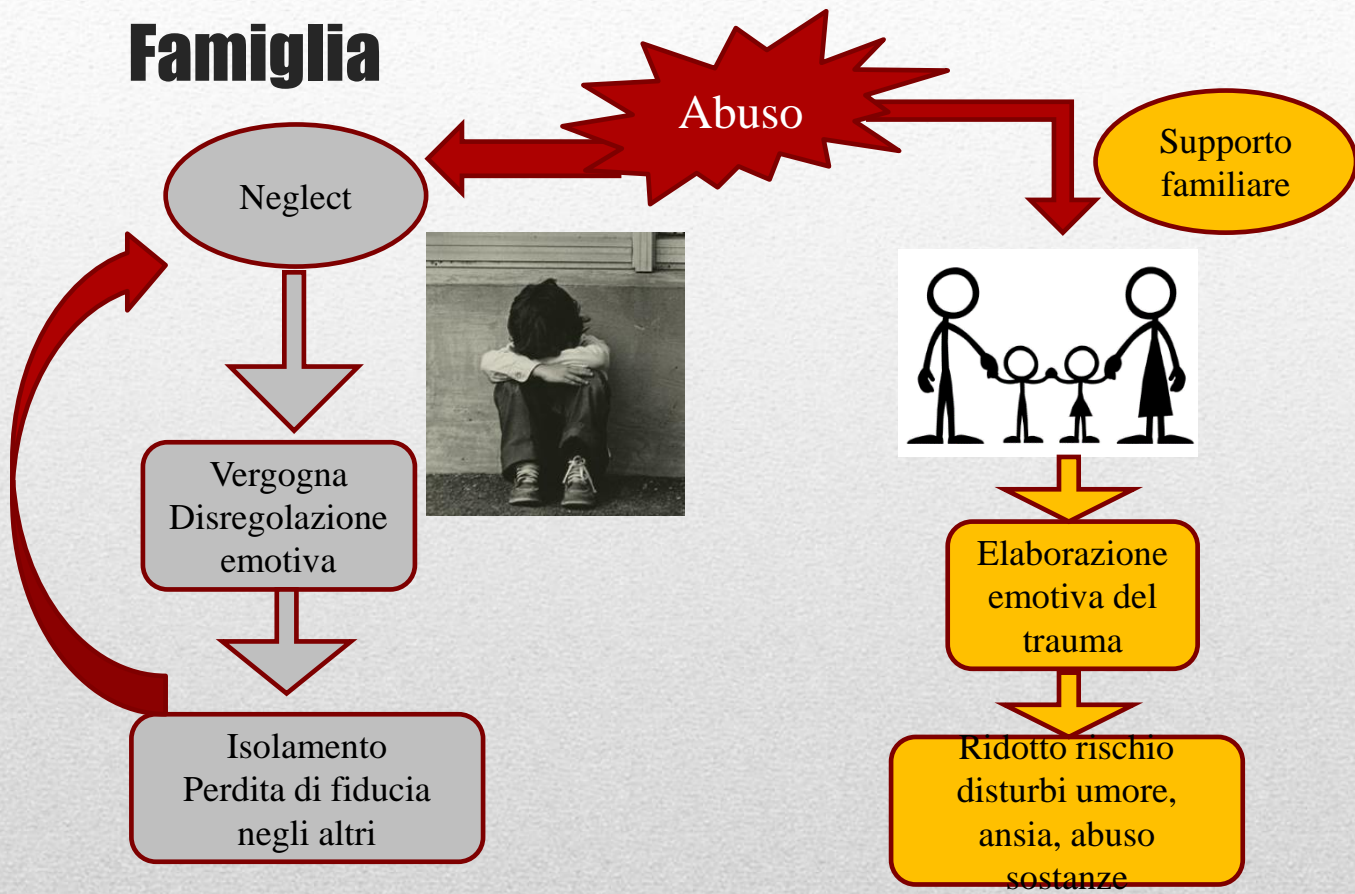 Famiglia
Abuso
Neglect
Supporto
familiare
Vergogna
Disregolazione
emotiva
Elaborazione
emotiva del
trauma
Isolamento
Perdita di fiducia
negli altri
Ridotto rischio
disturbi umore,
ansia, abuso
sostanze